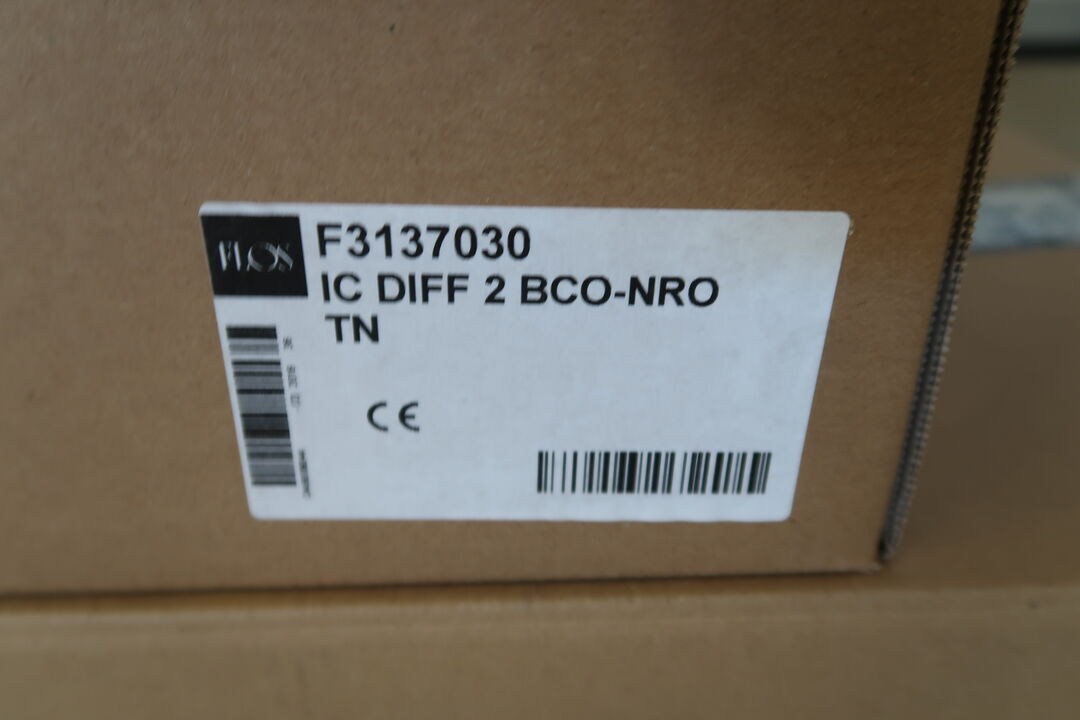 FLOS
F3137030
IC DIFF 2 BCO-NRO
TN
CE